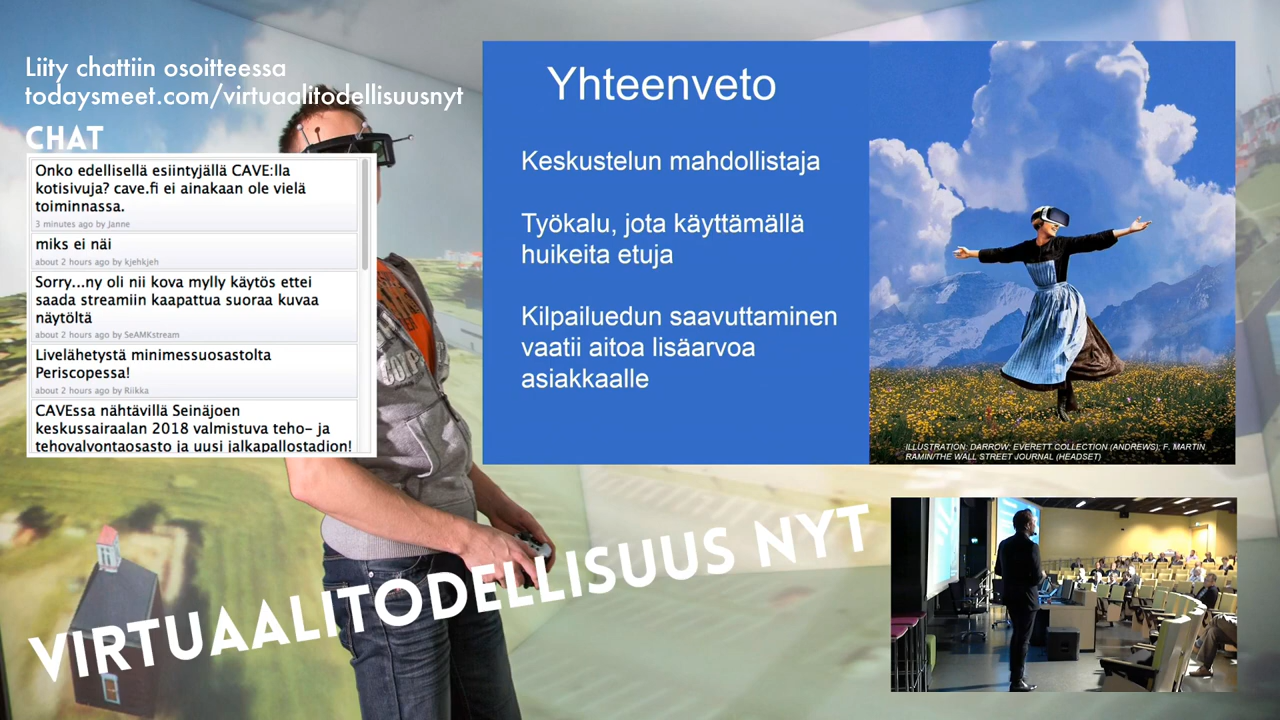 Liity chattiin osoitteessa
todaysmeet.com/virtuaalitodellisuusnyt
CHAT
Onko edellisellä esiintyjällä CAVE:lla
kotisivuja? cave.fi ei ainakaan ole vielä
toiminnassa.
3 minutes ago by Janne
miks ei näi
about 2 hours ago by kjehkjeh
Sorry...ny oli nii kova mylly käytös ettei
saada streamiin kaapattua suoraa kuvaa
näytöltä
about 2 hours ago by SeAMKstream
Livelähetystä minimessuosastolta
Periscopessa!
about 2 hours ago by Riikka
CAVEssa nähtävillä Seinäjoen
keskussairaalan 2018 valmistuva teho- ja
tehovalvontaosasto ja uusi jalkapallostadion!
Yhteenveto
Keskustelun mahdollistaja
Työkalu, jota käyttämällä
huikeita etuja
Kilpailuedun saavuttaminen
vaatii aitoa lisäarvoa
asiakkaalle
ILLUSTRATION: DARROW; EVERETT COLLECTION (ANDREWS); F. MARTIN
RAMIN/THE WALL STREET JOURNAL (HEADSET)
VIRTUAALITODELLISUUS NYT